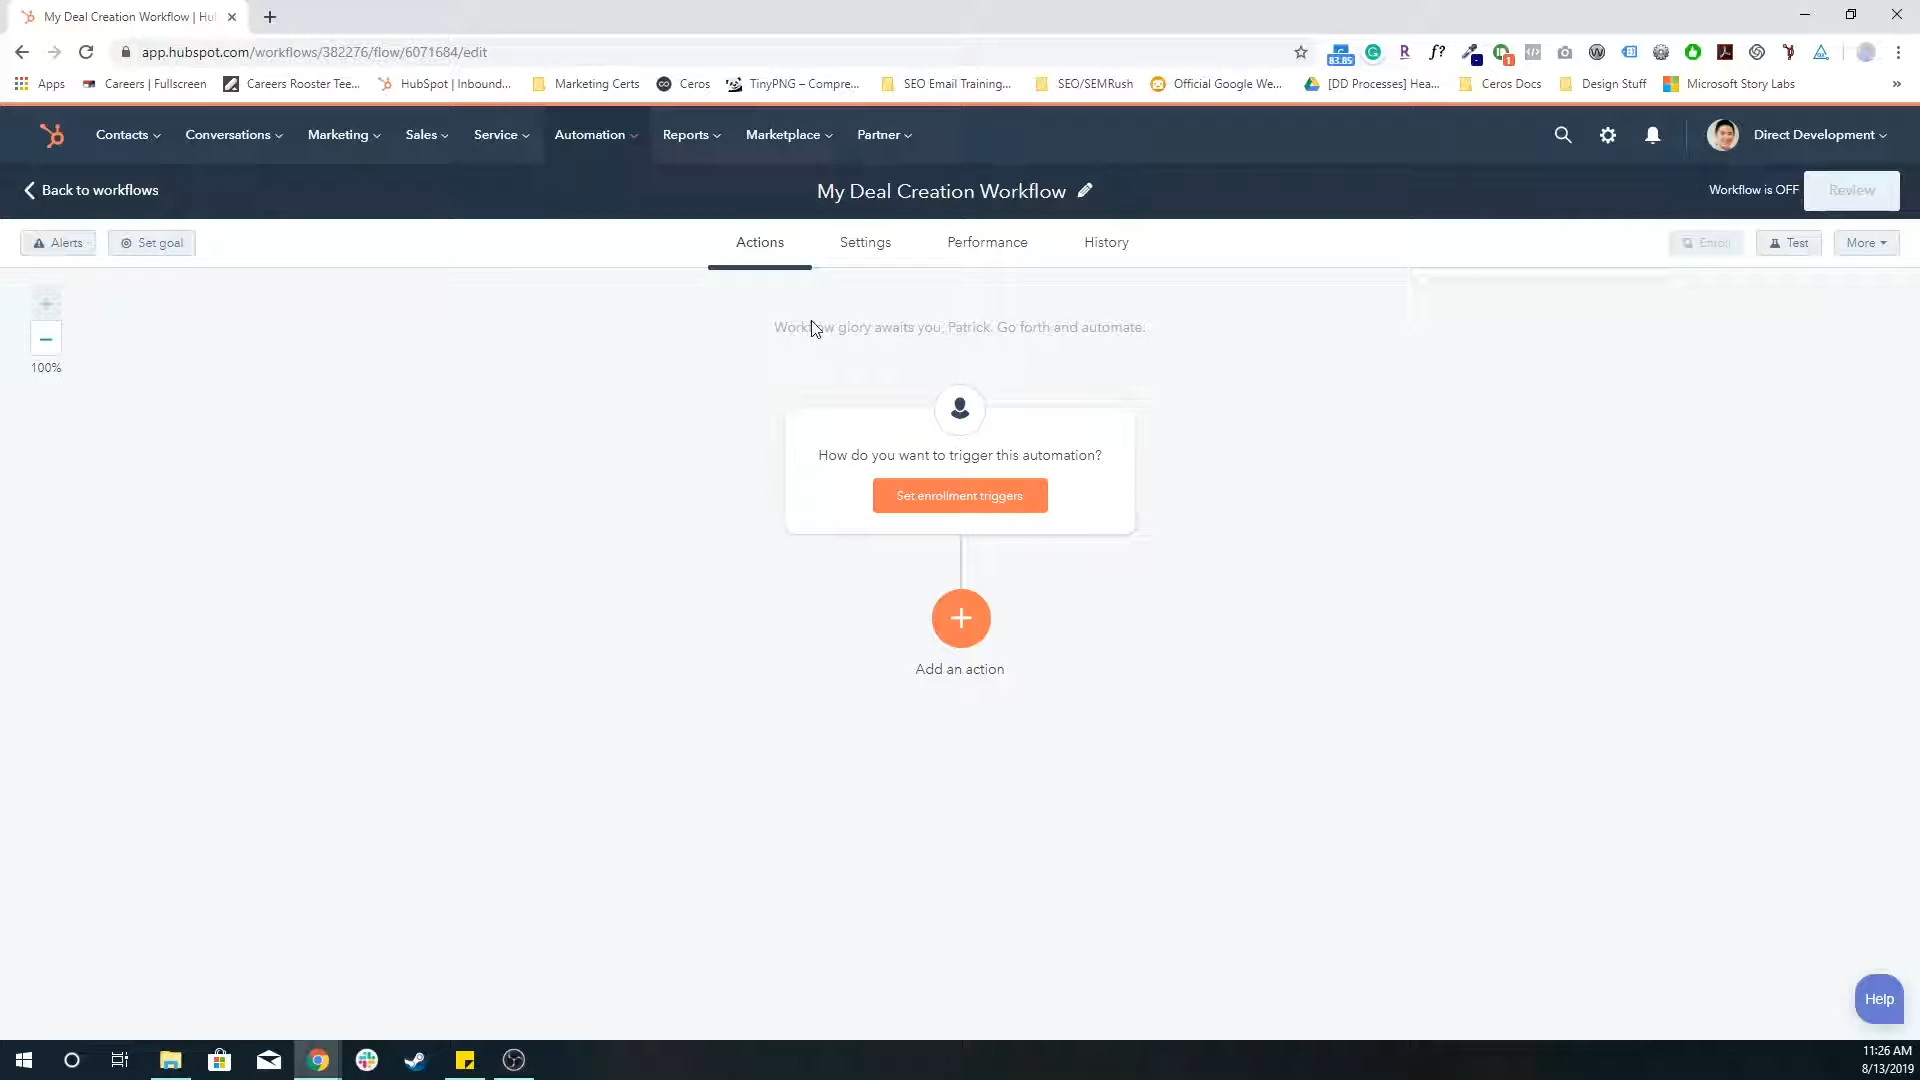 My Deal Creation Workflow | Hu
app.hubspot.com/workflows/382276/flow/6071684/edit
83.85
1
Apps
Careers | Fullscreen
Careers Rooster Tee...
HubSpot | Inbound...
Marketing Certs
Ceros
TinyPNG – Compre...
SEO Email Training...
SEO/SEMRush
Official Google We...
[DD Processes] Hea...
Ceros Docs
Design Stuff
Microsoft Story Labs
Contacts
Conversations
Marketing
Sales
Service
Automation
Reports
Marketplace
Partner
Direct Development
Back to workflows
My Deal Creation Workflow
Workflow is OFF
Review
Alerts
Set goal
Actions
Settings
Performance
History
Enroll
Test
More
100%
Workflow glory awaits you, Patrick. Go forth and automate.
How do you want to trigger this automation?
Set enrollment triggers
Add an action
Help
11:26 AM
8/13/2019